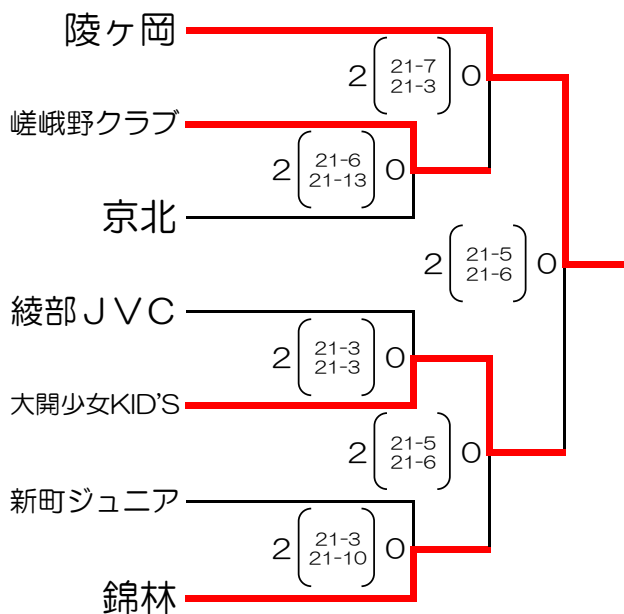 陵ヶ岡
2 21-7 0
21-3
嵯峨野クラブ
2 21-6 0
21-13
京北
2 21-5 0
21-6
綾部ＪＶＣ
2 21-3 0
21-3
大開少女KID'S
2 21-5 0
21-6
新町ジュニア
2 21-3 0
21-10
錦林